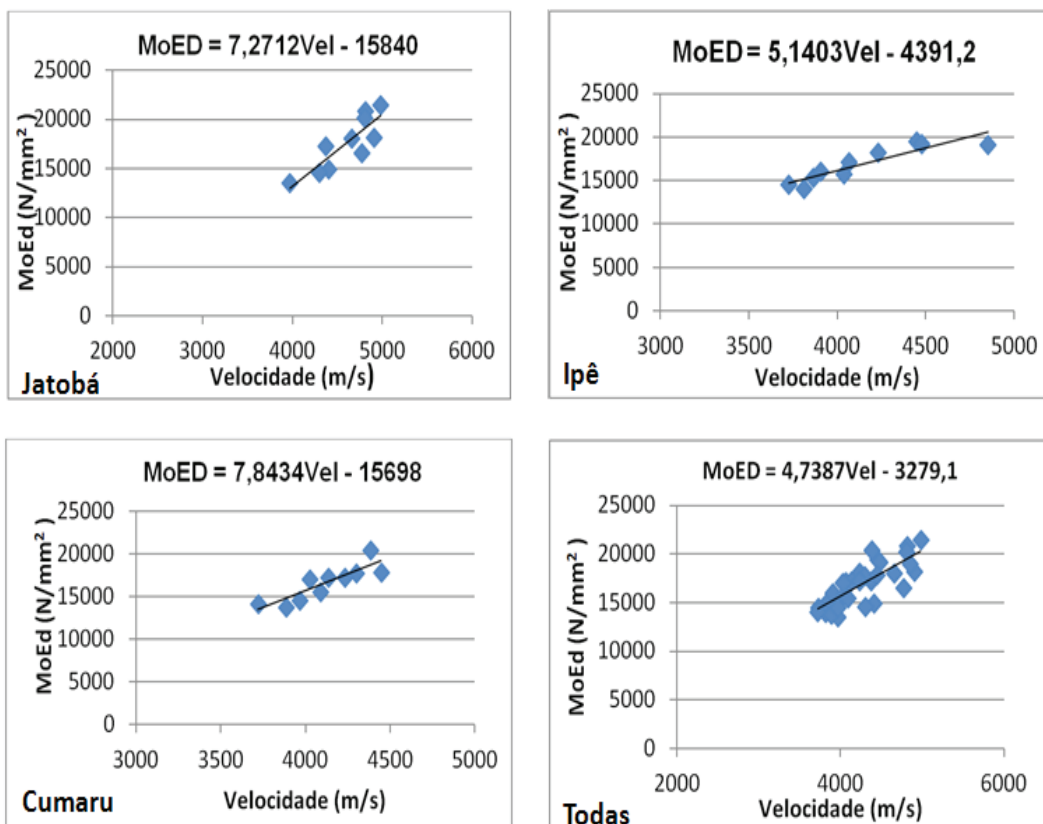 MoED = 7,2712Vel - 15840
25000
20000
15000
10000
5000
0
MoEd (N/mm²)
2000 3000 4000 5000 6000
Velocidade (m/s)
Jatobá
MoED = 5,1403Vel - 4391,2
25000
20000
15000
10000
5000
0
MoEd (N/mm²)
3000 3500 4000 4500 5000
Velocidade (m/s)
Ipê
MoED = 7,8434Vel - 15698
25000
20000
15000
10000
5000
0
MoEd (N/mm²)
3000 3500 4000 4500 5000
Velocidade (m/s)
Cumaru
MoED = 4,7387Vel - 3279,1
25000
20000
15000
10000
5000
0
MoEd (N/mm²)
2000 4000 6000
Velocidade (m/s)
Todas